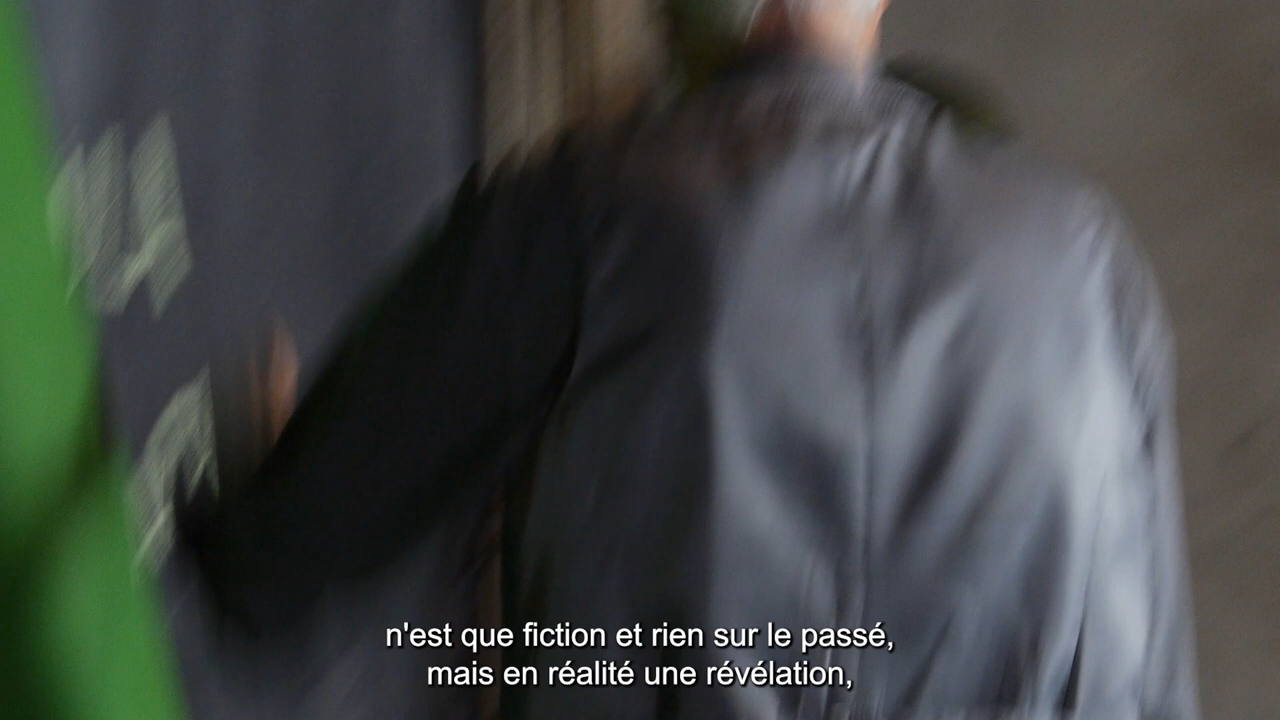 n'est que fiction et rien sur le passé,
mais en réalité une révélation,